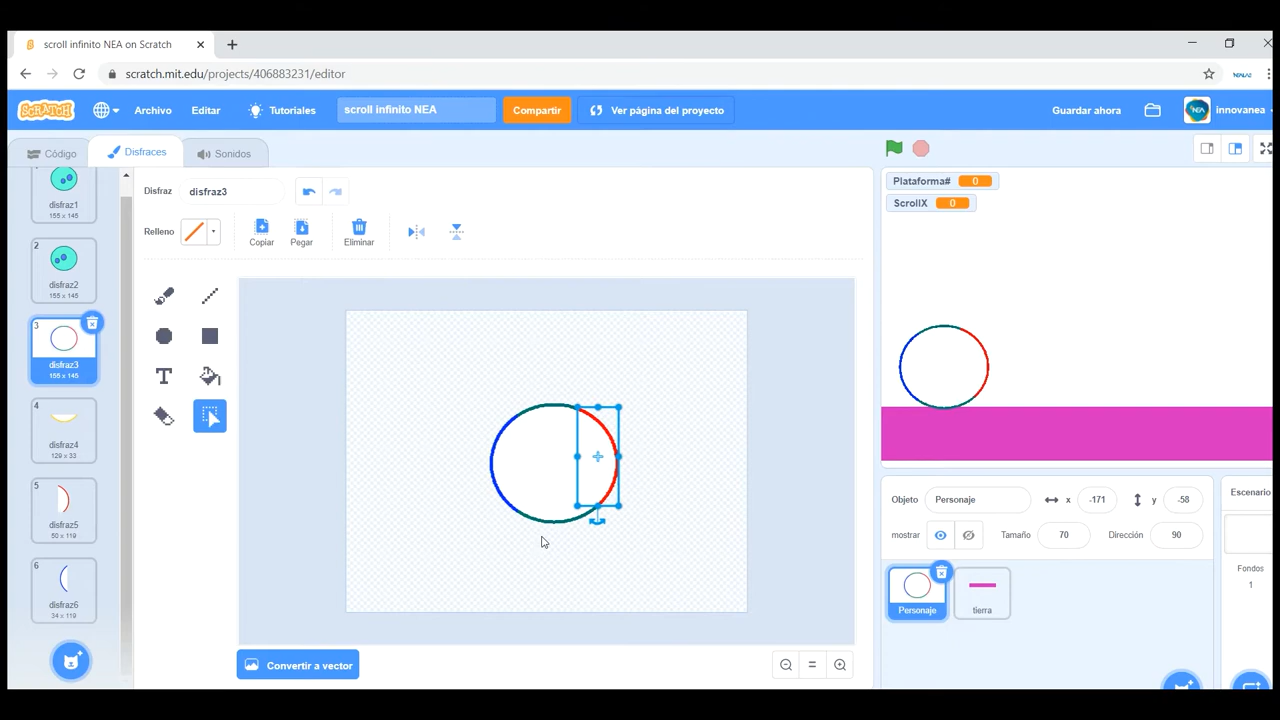 scroll infinito NEA on Scratch
scratch.mit.edu/projects/406883231/editor
SCRATCH Archivo Editar Tutoriales scroll infinito NEA Compartir Ver página del proyecto Guardar ahora NEA innovanea
Código Disfraces Sonidos
disfraz1
155 x 145
2
disfraz2
155 x 145
3
disfraz3
155 x 145
4
disfraz4
129 x 33
5
disfraz5
50 x 119
6
disfraz6
34 x 119
Disfraz disfraz3
Relleno Copiar Pegar Eliminar
T
Convertir a vector
Plataforma# 0
ScrollX 0
Objeto Personaje x -171 y -58
mostrar Tamaño 70 Dirección 90
Personaje
tierra
Escenario
Fondos
1